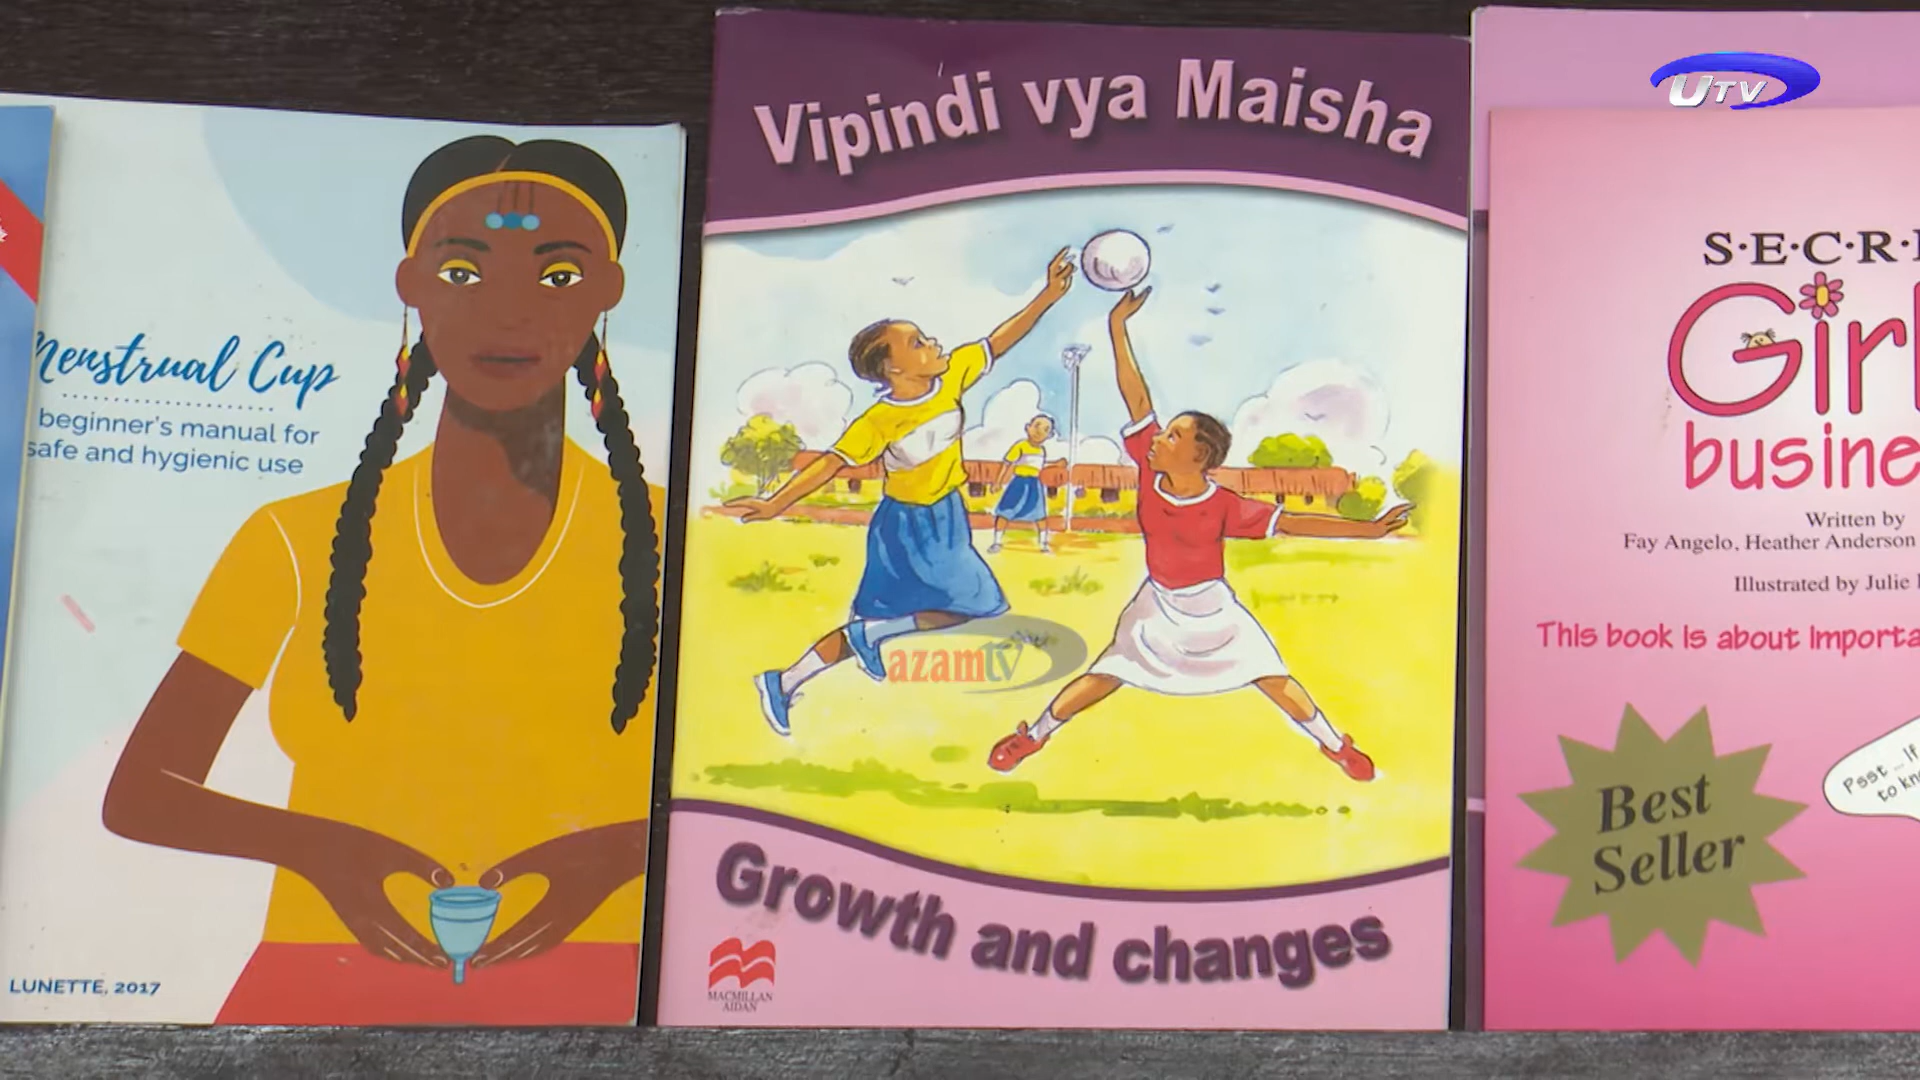 Menstrual Cup
beginner's manual for
safe and hygienic use
LUNETTE, 2017
Vipindi vya Maisha
Growth and changes
MACMILLAN
AIDAN
S·E·C·R·
Girl
busine
Written by
Fay Angelo, Heather Anderson
Illustrated by Julie
This book is about importa
Best
Seller
Psst ... If
to kn
UTV
azamtv